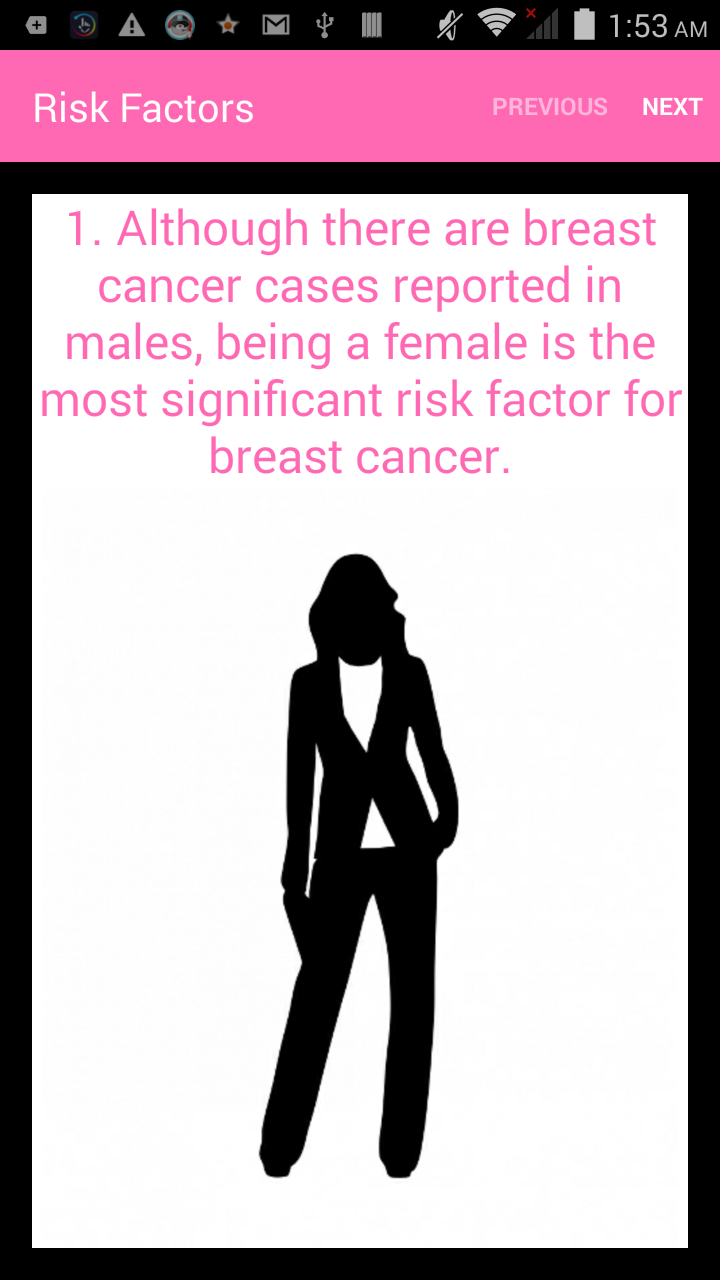 1:53 AM
Risk Factors PREVIOUS NEXT
1. Although there are breast
cancer cases reported in
males, being a female is the
most significant risk factor for
breast cancer.